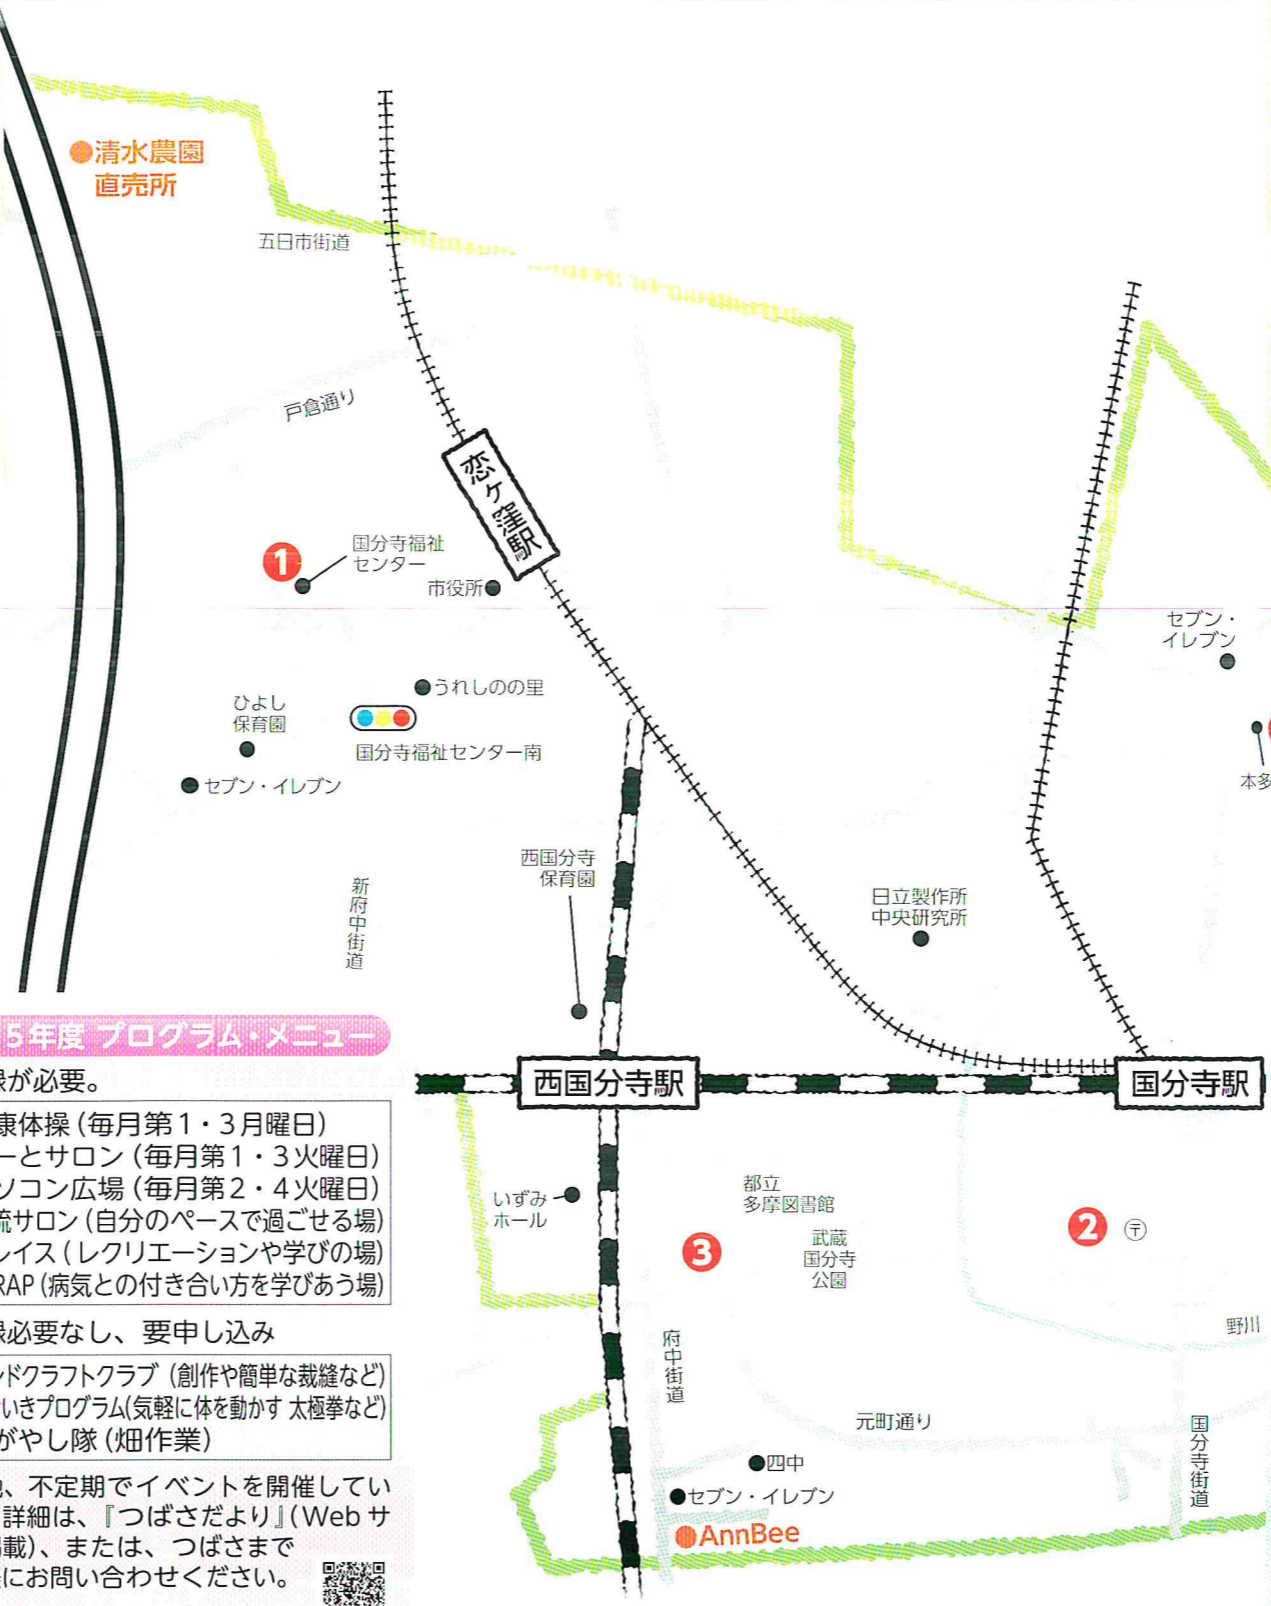 ●清水農園
直売所
五日市街道
戸倉通り
恋ヶ窪駅
1
国分寺福祉
センター
市役所
セブン・
イレブン
うれしのの里
ひよし
保育園
国分寺福祉センター南
セブン・イレブン
本多
西国分寺
保育園
新府中街道
日立製作所
中央研究所
西国分寺駅
国分寺駅
いずみ
ホール
都立
多摩図書館
武蔵
国分寺
公園
3
2
〒
野川
府中街道
元町通り
国分寺街道
四中
セブン・イレブン
●AnnBee
5年度 プログラム・メニュー
が必要。
康体操(毎月第1・3月曜日)
ーとサロン(毎月第1・3火曜日)
ソコン広場(毎月第2・4火曜日)
流サロン(自分のペースで過ごせる場)
レイス(レクリエーションや学びの場)
RAP(病気との付き合い方を学びあう場)
必要なし、要申し込み
ンドクラフトクラブ(創作や簡単な裁縫など)
いきプログラム(気軽に体を動かす 太極拳など)
がやし隊(畑作業)
、不定期でイベントを開催してい
詳細は、『つばさだより』(Web サ
載)、または、つばさまで
にお問い合わせください。